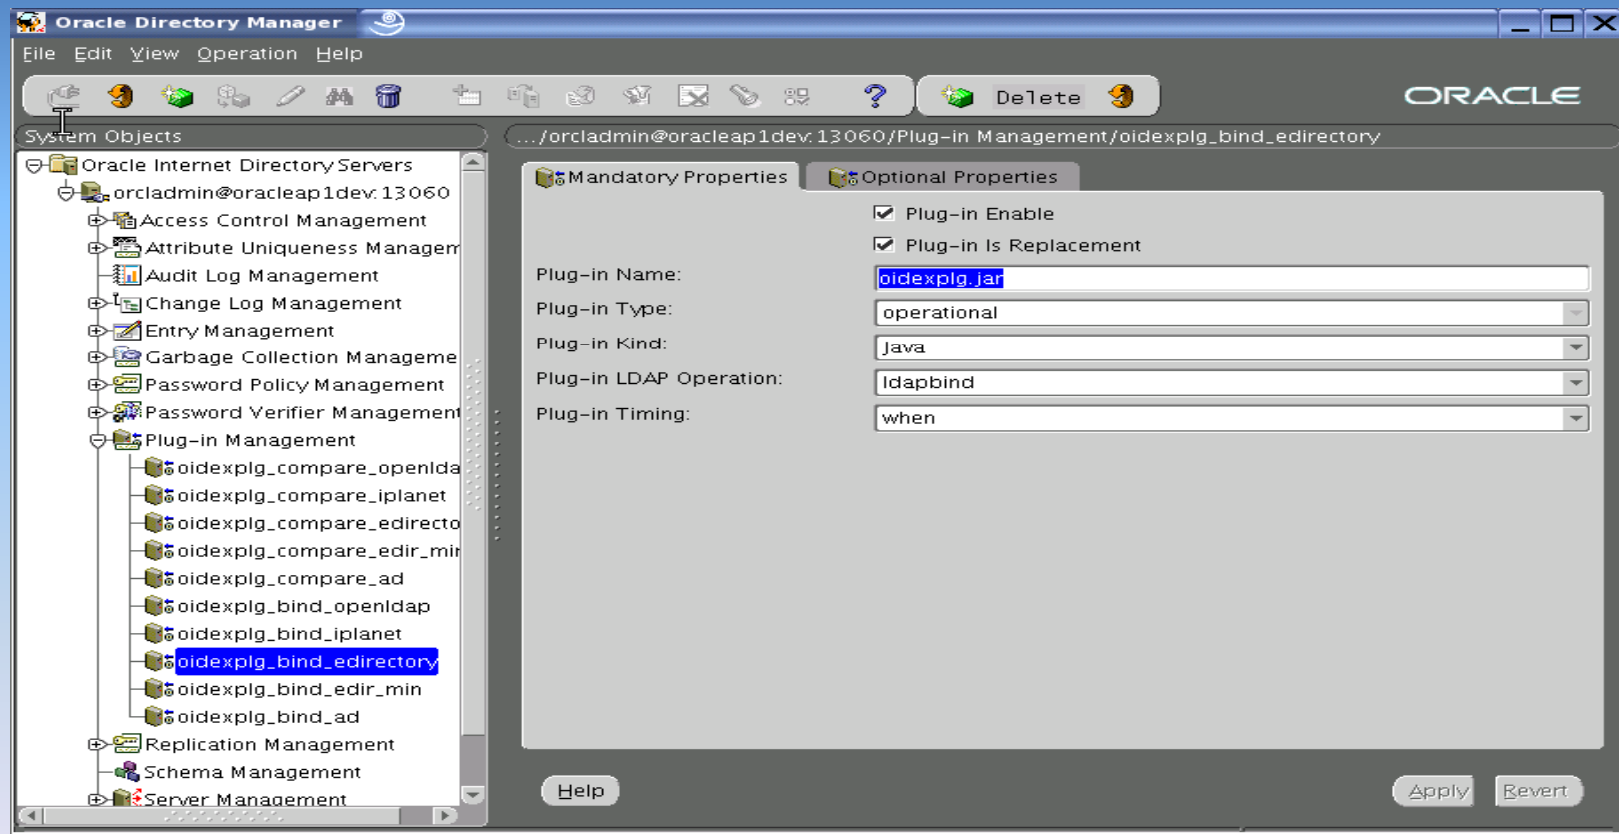 Oracle Directory Manager
File Edit View Operation Help
Delete
ORACLE
System Objects
.../orcladmin@oracleap1dev:13060/Plug-in Management/oidexplg_bind_edirectory
Oracle Internet Directory Servers
orcladmin@oracleap1dev:13060
Access Control Management
Attribute Uniqueness Managem
Audit Log Management
Change Log Management
Entry Management
Garbage Collection Manageme
Password Policy Management
Password Verifier Management
Plug-in Management
oidexplg_compare_openlda
oidexplg_compare_iplanet
oidexplg_compare_edirecto
oidexplg_compare_edir_min
oidexplg_compare_ad
oidexplg_bind_openldap
oidexplg_bind_iplanet
oidexplg_bind_edirectory
oidexplg_bind_edir_min
oidexplg_bind_ad
Replication Management
Schema Management
Server Management
Mandatory Properties
Optional Properties
Plug-in Enable
Plug-in Is Replacement
Plug-in Name: oidexplg.jar
Plug-in Type: operational
Plug-in Kind: Java
Plug-in LDAP Operation: ldapbind
Plug-in Timing: when
Help
Apply
Revert